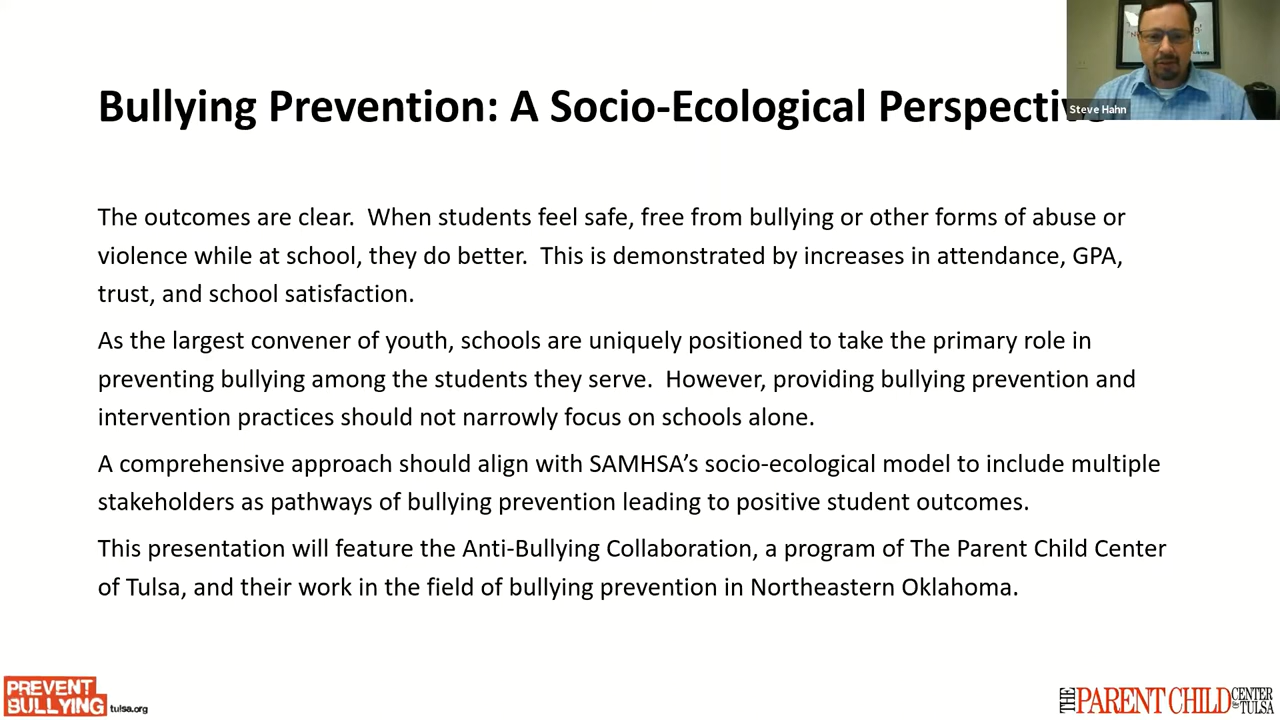 Bullying Prevention: A Socio-Ecological Perspective
Steve Hahn
The outcomes are clear.  When students feel safe, free from bullying or other forms of abuse or
violence while at school, they do better.  This is demonstrated by increases in attendance, GPA,
trust, and school satisfaction.
As the largest convener of youth, schools are uniquely positioned to take the primary role in
preventing bullying among the students they serve.  However, providing bullying prevention and
intervention practices should not narrowly focus on schools alone.
A comprehensive approach should align with SAMHSA’s socio-ecological model to include multiple
stakeholders as pathways of bullying prevention leading to positive student outcomes.
This presentation will feature the Anti-Bullying Collaboration, a program of The Parent Child Center
of Tulsa, and their work in the field of bullying prevention in Northeastern Oklahoma.
PREVENT
BULLYING tulsa.org
THE PARENT CHILD CENTER of TULSA